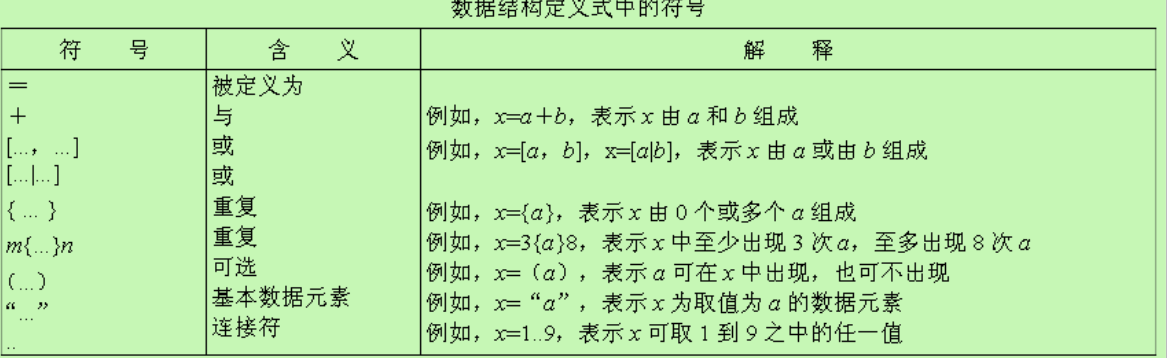 数据结构定义式中的符号
符 号 含 义 解 释
= 被定义为
+ 与 例如，x=a+b，表示 x 由 a 和 b 组成
[...，...] 或 例如，x=[a，b]，x=[a|b]，表示 x 由 a 或由 b 组成
[...|...] 或
{ ... } 重复 例如，x={a}，表示 x 由 0 个或多个 a 组成
m{...}n 重复 例如，x=3{a}8，表示 x 中至少出现 3 次 a，至多出现 8 次 a
(...) 可选 例如，x=（a），表示 a 可在 x 中出现，也可不出现
“...” 基本数据元素 例如，x=“a”，表示 x 为取值为 a 的数据元素
.. 连接符 例如，x=1..9，表示 x 可取 1 到 9 之中的任一值